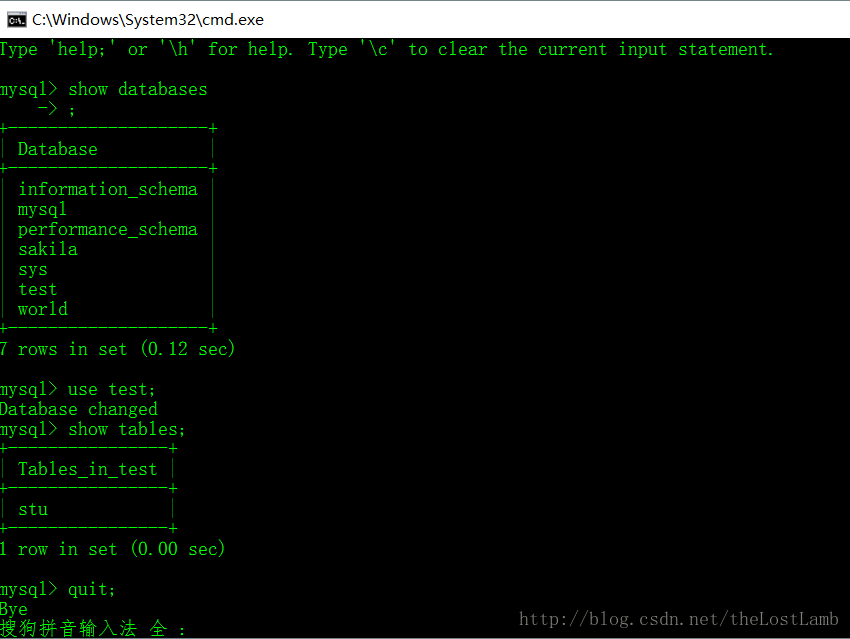 C:\Windows\System32\cmd.exe
Type 'help;' or '\h' for help. Type '\c' to clear the current input statement.
mysql> show databases
    -> ;
+--------------------+
| Database           |
+--------------------+
| information_schema |
| mysql              |
| performance_schema |
| sakila             |
| sys                |
| test               |
| world              |
+--------------------+
7 rows in set (0.12 sec)
mysql> use test;
Database changed
mysql> show tables;
+----------------+
| Tables_in_test |
+----------------+
| stu            |
+----------------+
1 row in set (0.00 sec)
mysql> quit;
Bye
搜狗拼音输入法 全 :
http://blog.csdn.net/theLostLamb